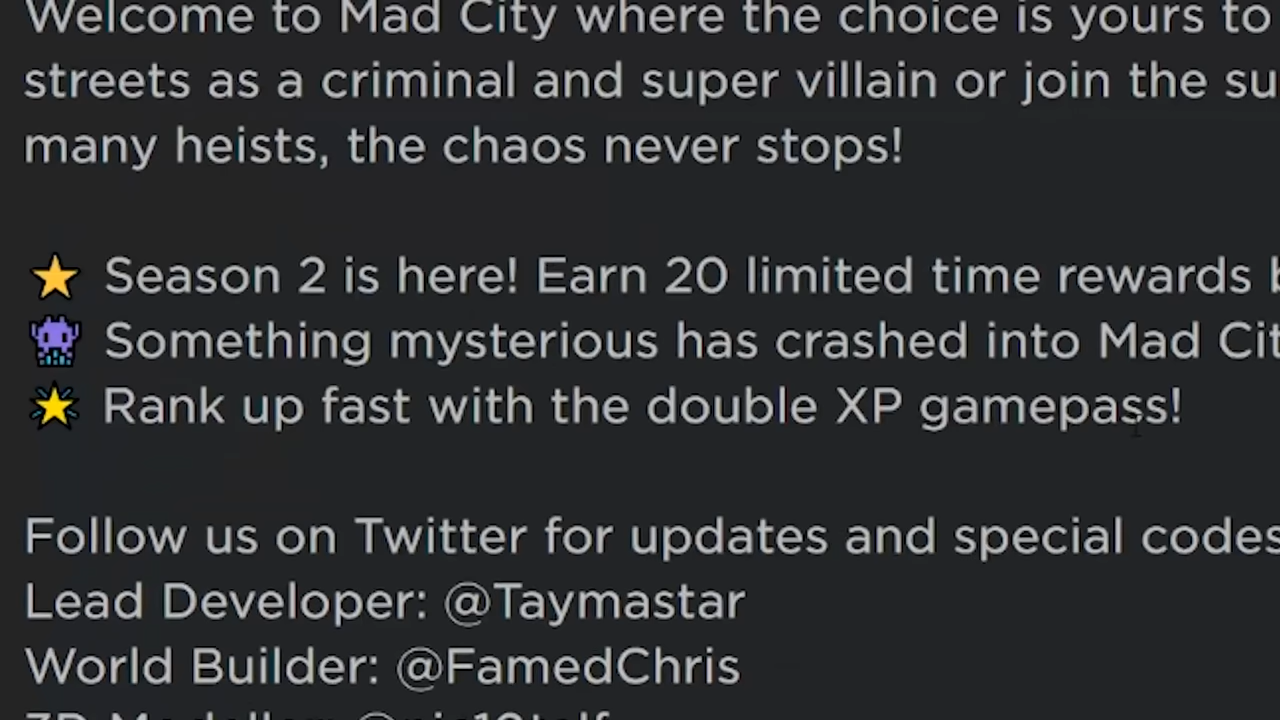 Welcome to Mad City where the choice is yours to
streets as a criminal and super villain or join the su
many heists, the chaos never stops!
Season 2 is here! Earn 20 limited time rewards b
Something mysterious has crashed into Mad Cit
Rank up fast with the double XP gamepass!
Follow us on Twitter for updates and special codes
Lead Developer: @Taymastar
World Builder: @FamedChris
3D Modeller: